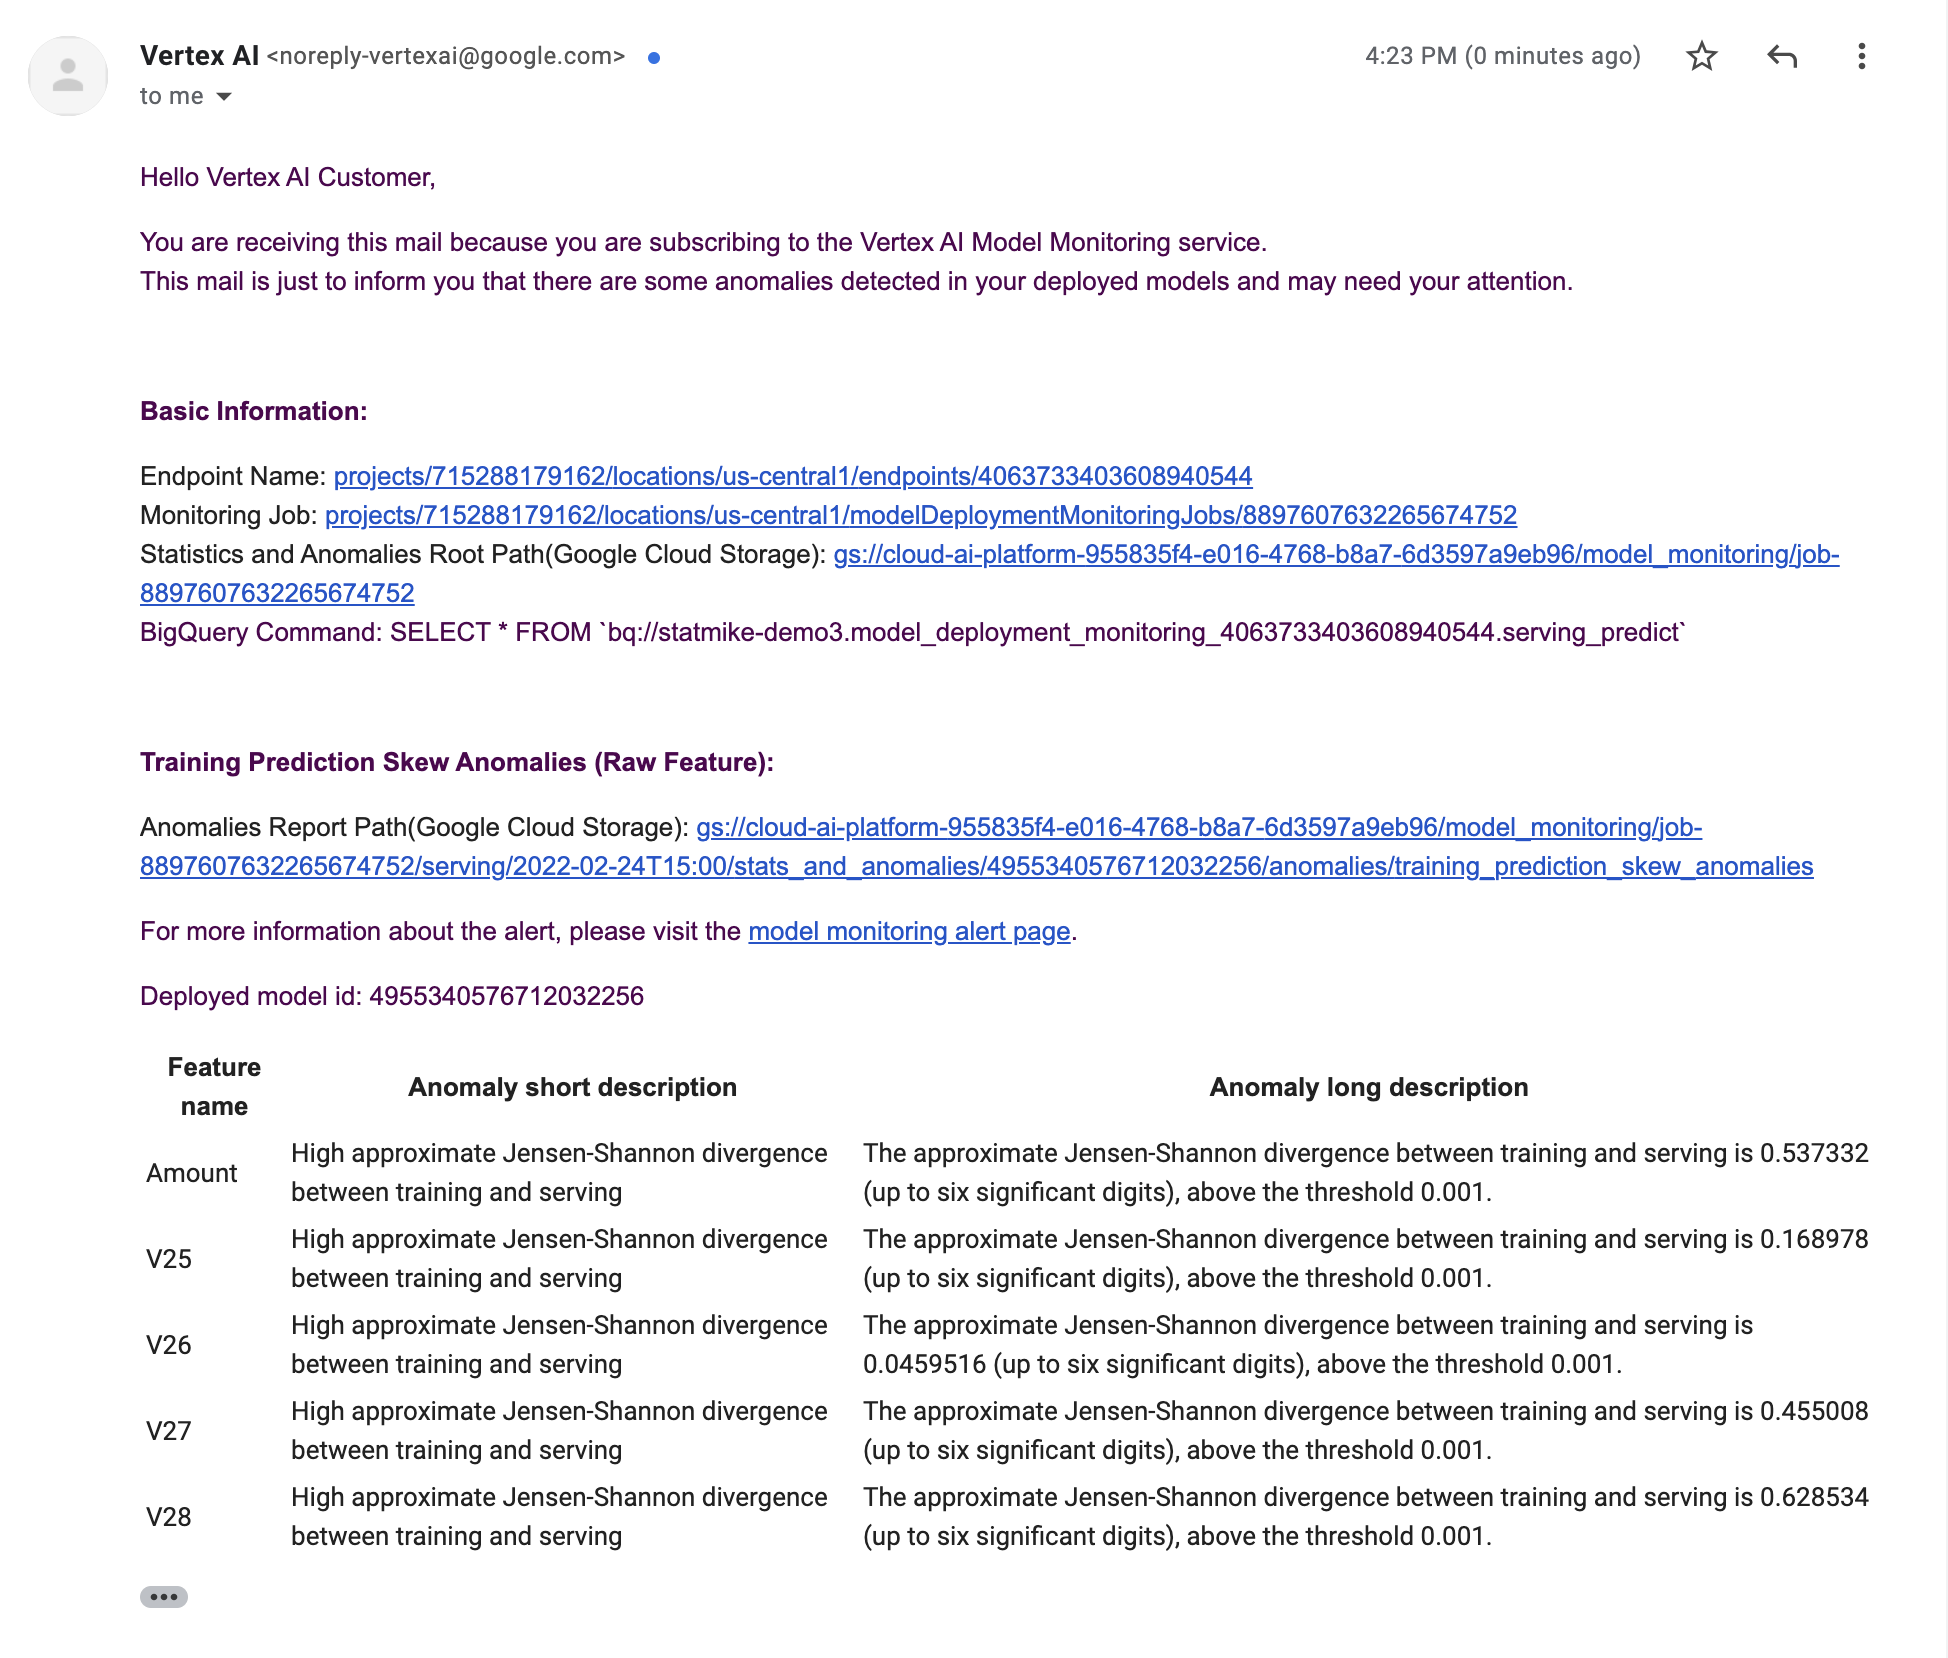 Vertex AI <noreply-vertexai@google.com>
4:23 PM (0 minutes ago)
to me
Hello Vertex AI Customer,
You are receiving this mail because you are subscribing to the Vertex AI Model Monitoring service.
This mail is just to inform you that there are some anomalies detected in your deployed models and may need your attention.
Basic Information:
Endpoint Name: projects/715288179162/locations/us-central1/endpoints/4063733403608940544
Monitoring Job: projects/715288179162/locations/us-central1/modelDeploymentMonitoringJobs/8897607632265674752
Statistics and Anomalies Root Path(Google Cloud Storage): gs://cloud-ai-platform-955835f4-e016-4768-b8a7-6d3597a9eb96/model_monitoring/job-
8897607632265674752
BigQuery Command: SELECT * FROM `bq://statmike-demo3.model_deployment_monitoring_4063733403608940544.serving_predict`
Training Prediction Skew Anomalies (Raw Feature):
Anomalies Report Path(Google Cloud Storage): gs://cloud-ai-platform-955835f4-e016-4768-b8a7-6d3597a9eb96/model_monitoring/job-
8897607632265674752/serving/2022-02-24T15:00/stats_and_anomalies/4955340576712032256/anomalies/training_prediction_skew_anomalies
For more information about the alert, please visit the model monitoring alert page.
Deployed model id: 4955340576712032256
Feature
name
Anomaly short description
Anomaly long description
Amount
High approximate Jensen-Shannon divergence
between training and serving
The approximate Jensen-Shannon divergence between training and serving is 0.537332
(up to six significant digits), above the threshold 0.001.
V25
High approximate Jensen-Shannon divergence
between training and serving
The approximate Jensen-Shannon divergence between training and serving is 0.168978
(up to six significant digits), above the threshold 0.001.
V26
High approximate Jensen-Shannon divergence
between training and serving
The approximate Jensen-Shannon divergence between training and serving is
0.0459516 (up to six significant digits), above the threshold 0.001.
V27
High approximate Jensen-Shannon divergence
between training and serving
The approximate Jensen-Shannon divergence between training and serving is 0.455008
(up to six significant digits), above the threshold 0.001.
V28
High approximate Jensen-Shannon divergence
between training and serving
The approximate Jensen-Shannon divergence between training and serving is 0.628534
(up to six significant digits), above the threshold 0.001.